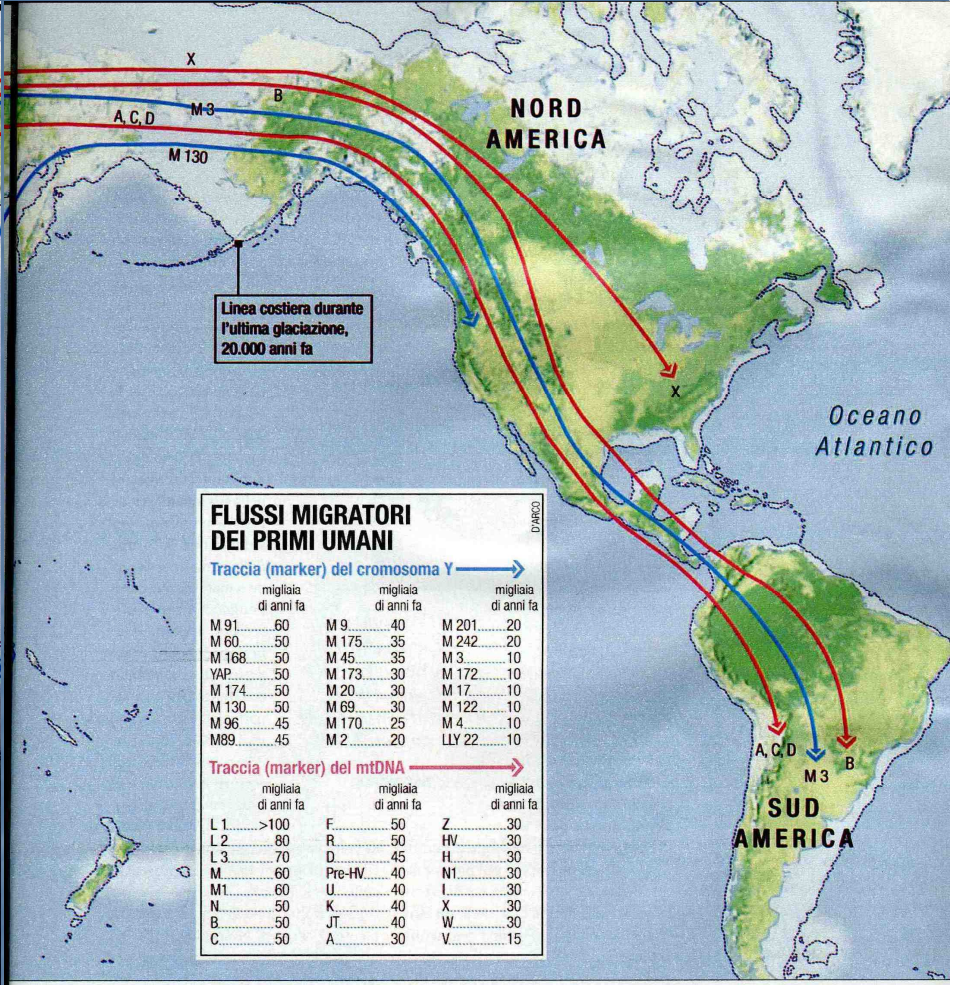 X
B
M 3
A, C, D
M 130
NORD
AMERICA
Linea costiera durante
l'ultima glaciazione,
20.000 anni fa
X
Oceano
Atlantico
D'ARCO
FLUSSI MIGRATORI
DEI PRIMI UMANI
Traccia (marker) del cromosoma Y
migliaia migliaia migliaia
di anni fa di anni fa di anni fa
M 91..........60 M 9..........40 M 201.....20
M 60..........50 M 175.......35 M 242.....20
M 168........50 M 45.........35 M 3..........10
YAP...........50 M 173.......30 M 172......10
M 174........50 M 20.........30 M 17........10
M 130........50 M 69.........30 M 122......10
M 96..........45 M 170.......25 M 4..........10
M89...........45 M 2...........20 LLY 22......10
Traccia (marker) del mtDNA
migliaia migliaia migliaia
di anni fa di anni fa di anni fa
L 1........>100 F..............50 Z.............30
L 2............80 R..............50 HV...........30
L 3............70 D..............45 H.............30
M..............60 Pre-HV.....40 N1............30
M1............60 U..............40 I..............30
N..............50 K..............40 X.............30
B..............50 JT............40 W............30
C..............50 A..............30 V.............15
A, C, D
M 3
B
SUD
AMERICA